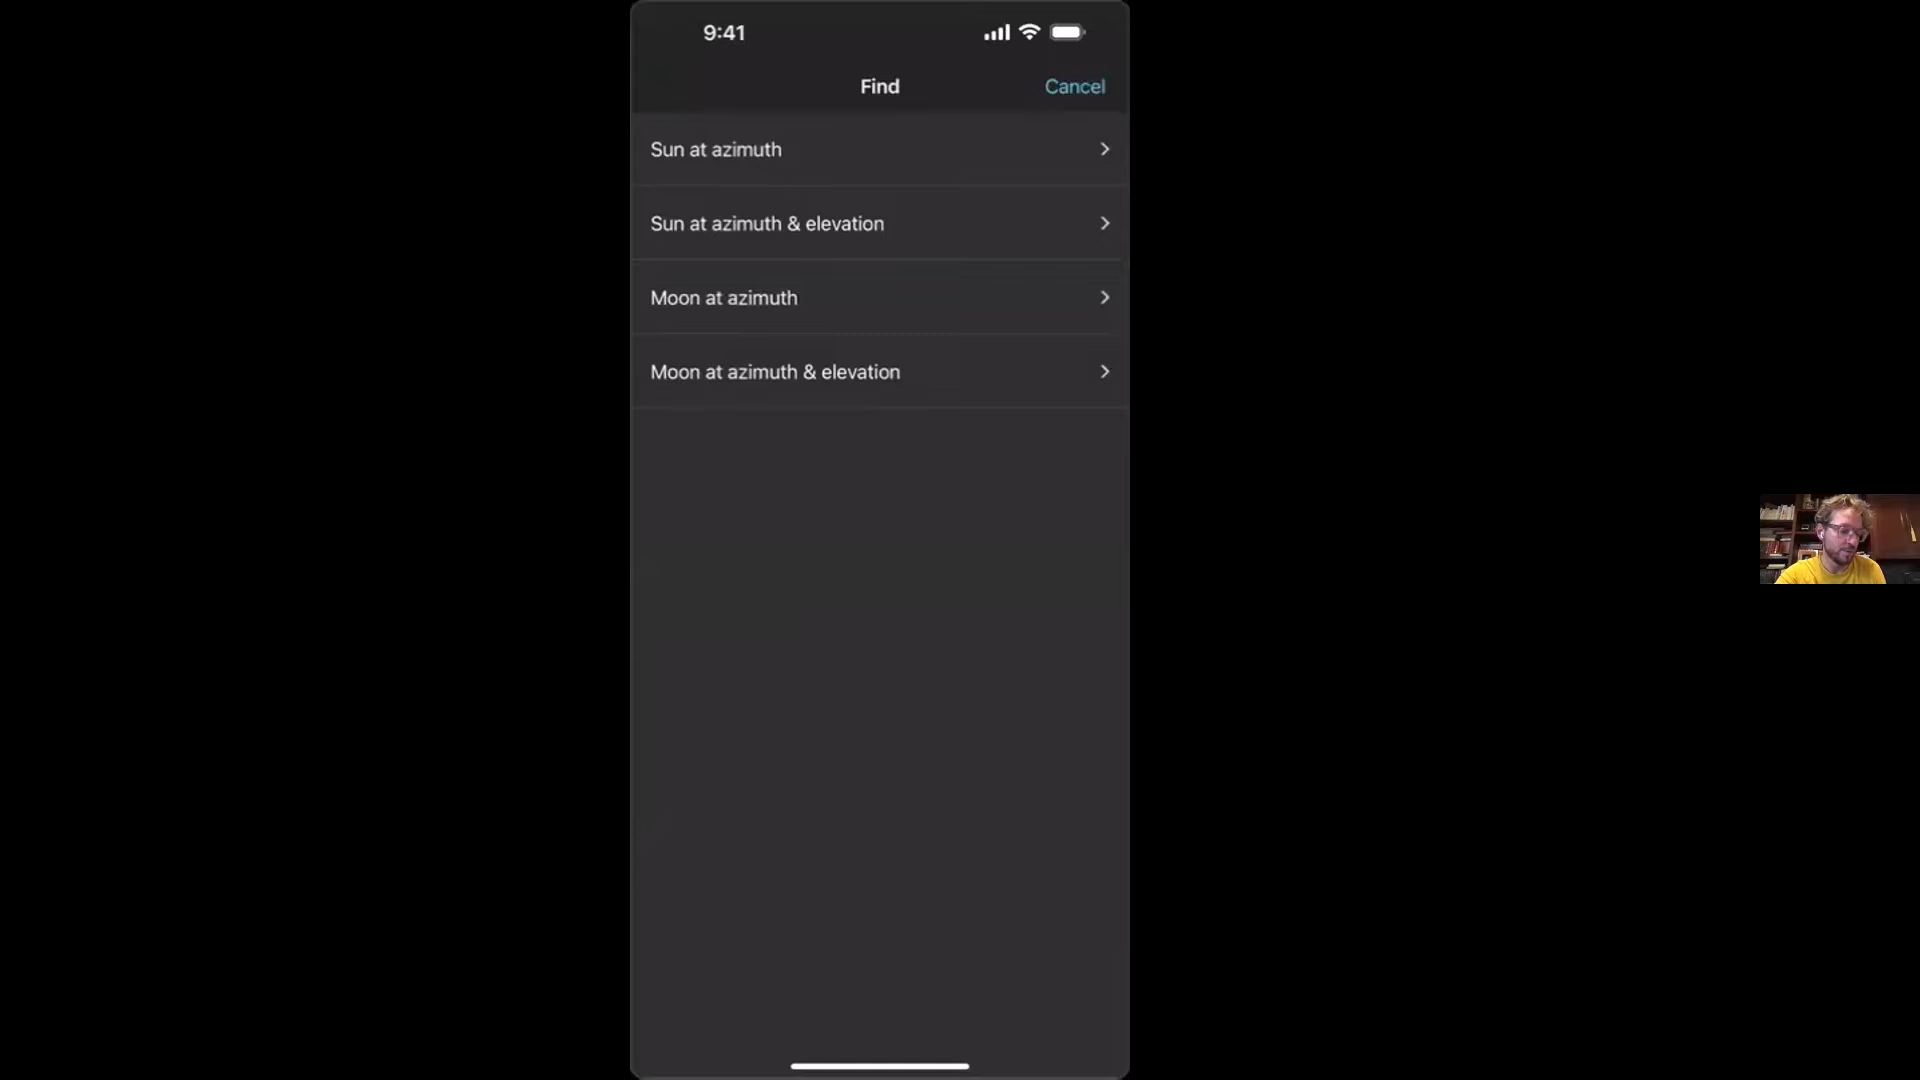 9:41
Find
Cancel
Sun at azimuth
Sun at azimuth & elevation
Moon at azimuth
Moon at azimuth & elevation